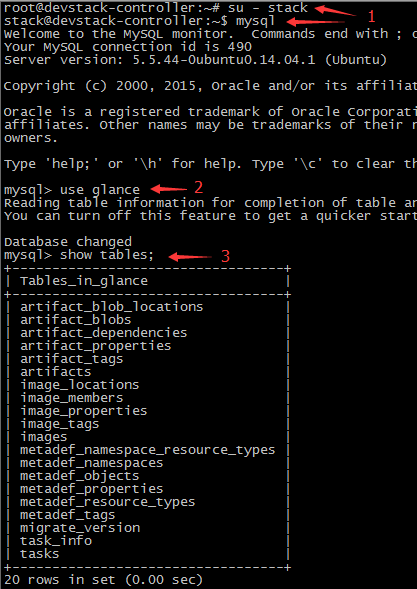 root@devstack-controller:~# su - stack
stack@devstack-controller:~$ mysql
1
Welcome to the MySQL monitor.  Commands end with ;
Your MySQL connection id is 490
Server version: 5.5.44-0ubuntu0.14.04.1 (Ubuntu)
Copyright (c) 2000, 2015, Oracle and/or its affiliat
Oracle is a registered trademark of Oracle Corporati
affiliates. Other names may be trademarks of their r
owners.
Type 'help;' or '\h' for help. Type '\c' to clear th
mysql> use glance
2
Reading table information for completion of table an
You can turn off this feature to get a quicker start
Database changed
mysql> show tables;
3
+----------------------------------+
| Tables_in_glance                 |
+----------------------------------+
| artifact_blob_locations          |
| artifact_blobs                   |
| artifact_dependencies            |
| artifact_properties              |
| artifact_tags                    |
| artifacts                        |
| image_locations                  |
| image_members                    |
| image_properties                 |
| image_tags                       |
| images                           |
| metadef_namespace_resource_types |
| metadef_namespaces               |
| metadef_objects                  |
| metadef_properties               |
| metadef_resource_types           |
| metadef_tags                     |
| migrate_version                  |
| task_info                        |
| tasks                            |
+----------------------------------+
20 rows in set (0.00 sec)